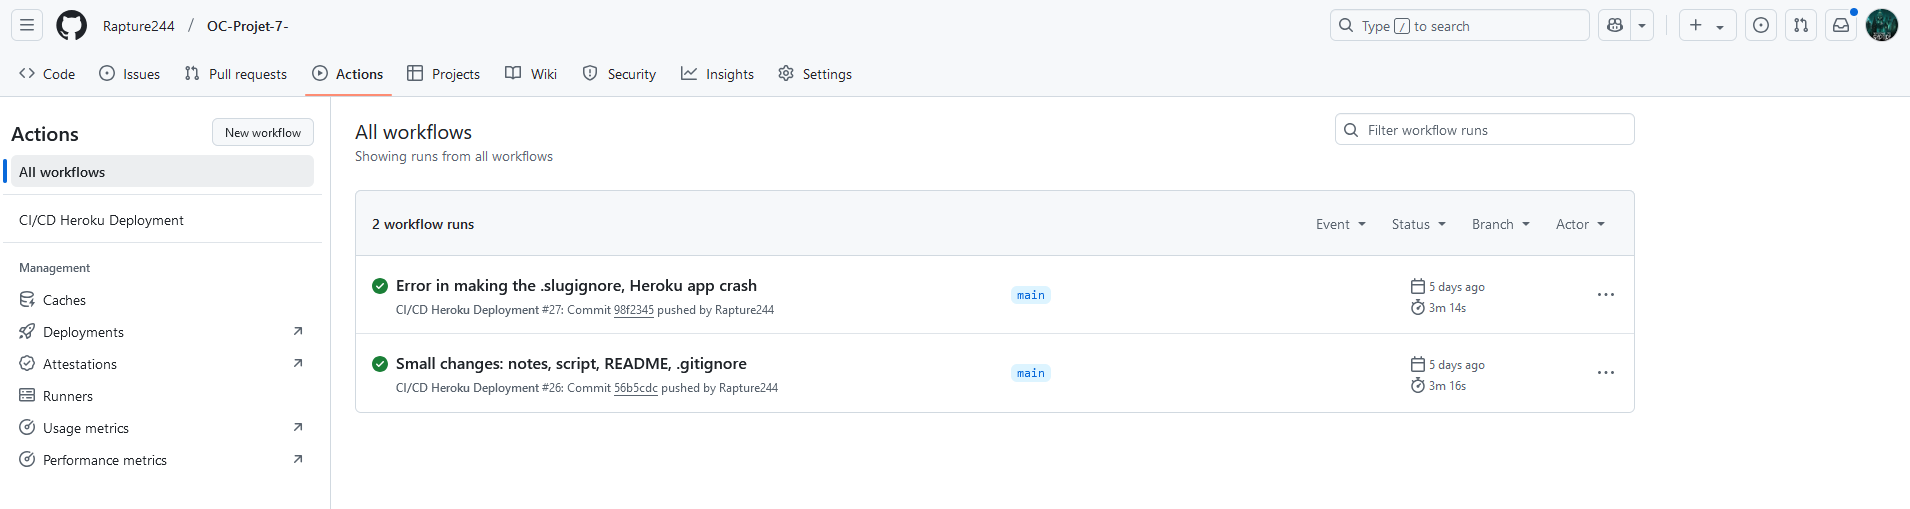 Rapture244 / OC-Projet-7-
Type / to search
Code
Issues
Pull requests
Actions
Projects
Wiki
Security
Insights
Settings
Actions
New workflow
All workflows
CI/CD Heroku Deployment
Management
Caches
Deployments
Attestations
Runners
Usage metrics
Performance metrics
All workflows
Showing runs from all workflows
Filter workflow runs
2 workflow runs
Event
Status
Branch
Actor
Error in making the .slugignore, Heroku app crash
CI/CD Heroku Deployment #27: Commit 98f2345 pushed by Rapture244
main
5 days ago
3m 14s
Small changes: notes, script, README, .gitignore
CI/CD Heroku Deployment #26: Commit 56b5cdc pushed by Rapture244
main
5 days ago
3m 16s